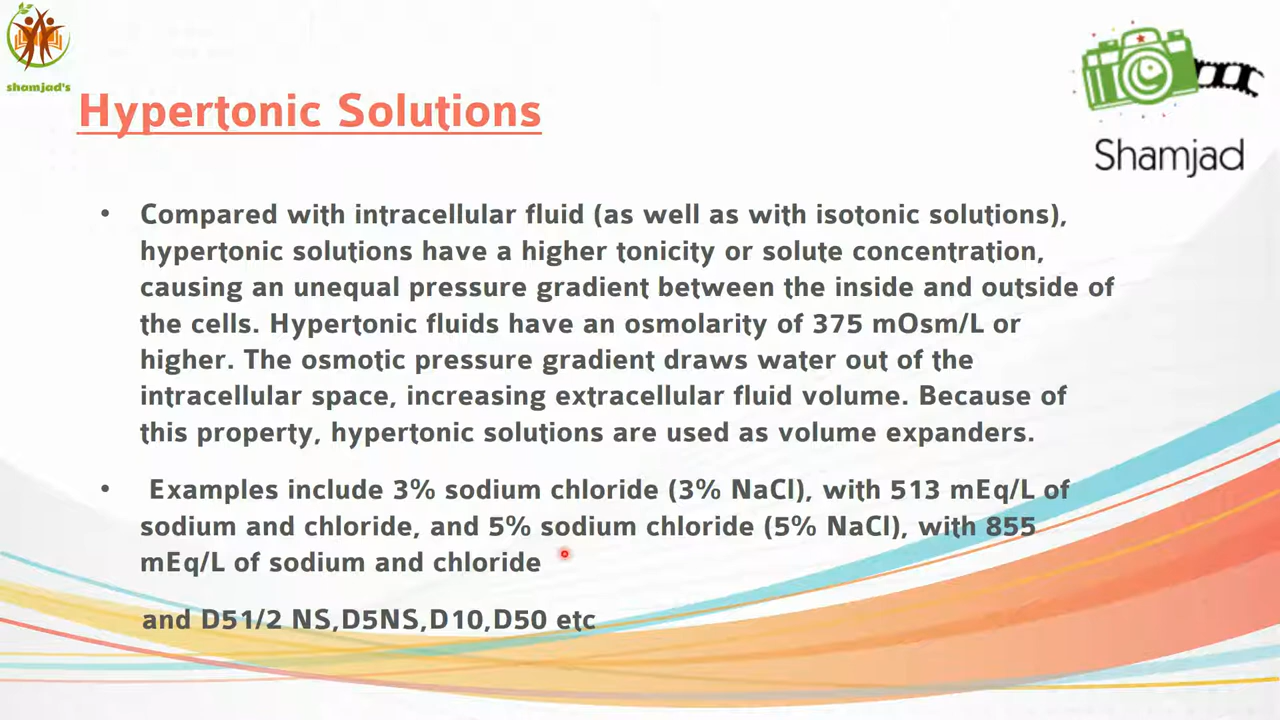 shamjad's
Shamjad
Hypertonic Solutions
• Compared with intracellular fluid (as well as with isotonic solutions),
hypertonic solutions have a higher tonicity or solute concentration,
causing an unequal pressure gradient between the inside and outside of
the cells. Hypertonic fluids have an osmolarity of 375 mOsm/L or
higher. The osmotic pressure gradient draws water out of the
intracellular space, increasing extracellular fluid volume. Because of
this property, hypertonic solutions are used as volume expanders.
• Examples include 3% sodium chloride (3% NaCl), with 513 mEq/L of
sodium and chloride, and 5% sodium chloride (5% NaCl), with 855
mEq/L of sodium and chloride
and D51/2 NS,D5NS,D10,D50 etc